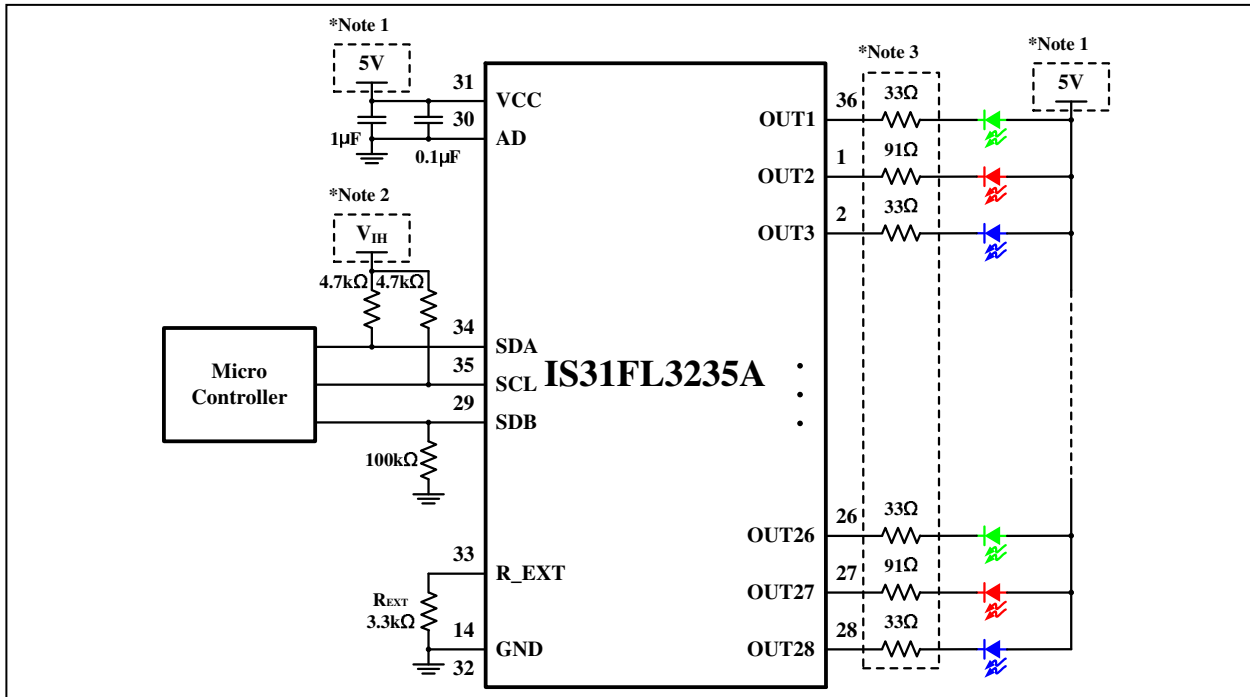 *Note 1
5V
31
VCC
30
AD
1µF
0.1µF
*Note 2
VIH
4.7kΩ 4.7kΩ
34
SDA
35
SCL
29
SDB
Micro
Controller
100kΩ
33
R_EXT
REXT
3.3kΩ
14
GND
32
IS31FL3235A
*Note 3
*Note 1
5V
36
33Ω
OUT1
1
91Ω
OUT2
2
33Ω
OUT3
26
33Ω
OUT26
27
91Ω
OUT27
28
33Ω
OUT28